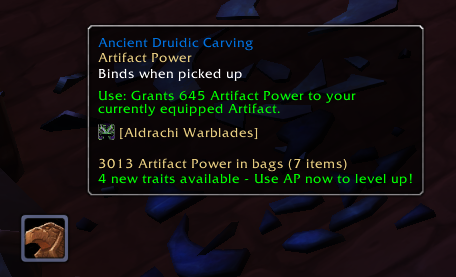 Ancient Druidic Carving
Artifact Power
Binds when picked up
Use: Grants 645 Artifact Power to your
currently equipped Artifact.
[Aldrachi Warblades]
3013 Artifact Power in bags (7 items)
4 new traits available - Use AP now to level up!